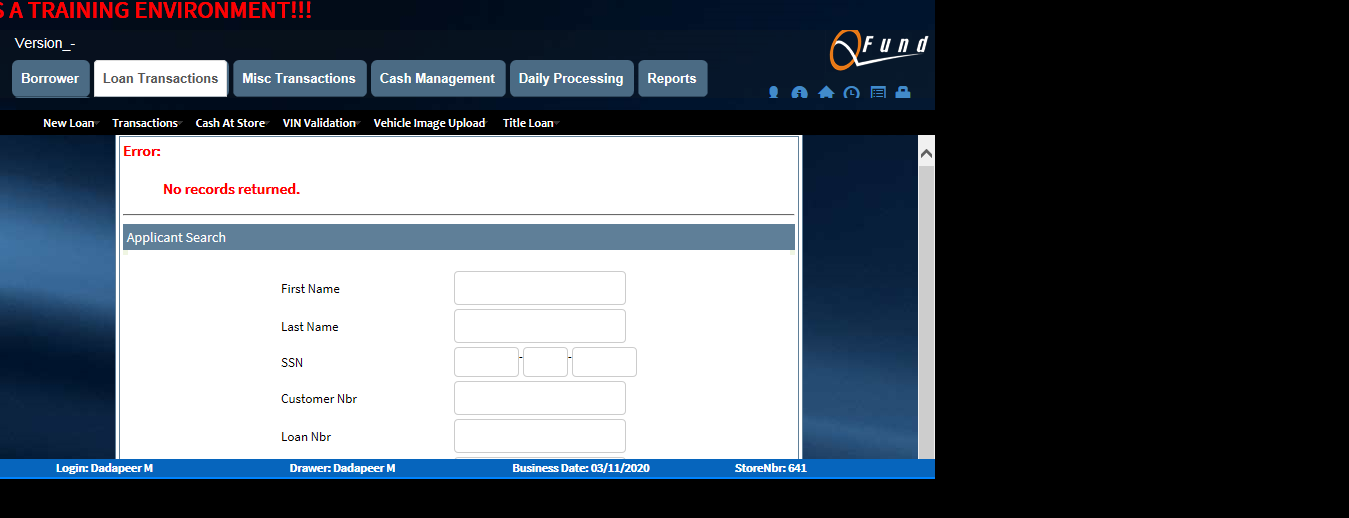 S A TRAINING ENVIRONMENT!!!
Version_-
Fund
Borrower Loan Transactions Misc Transactions Cash Management Daily Processing Reports
New Loan Transactions Cash At Store VIN Validation Vehicle Image Upload Title Loan
Error:
No records returned.
Applicant Search
First Name
Last Name
SSN - -
Customer Nbr
Loan Nbr
Login: Dadapeer M Drawer: Dadapeer M Business Date: 03/11/2020 StoreNbr: 641